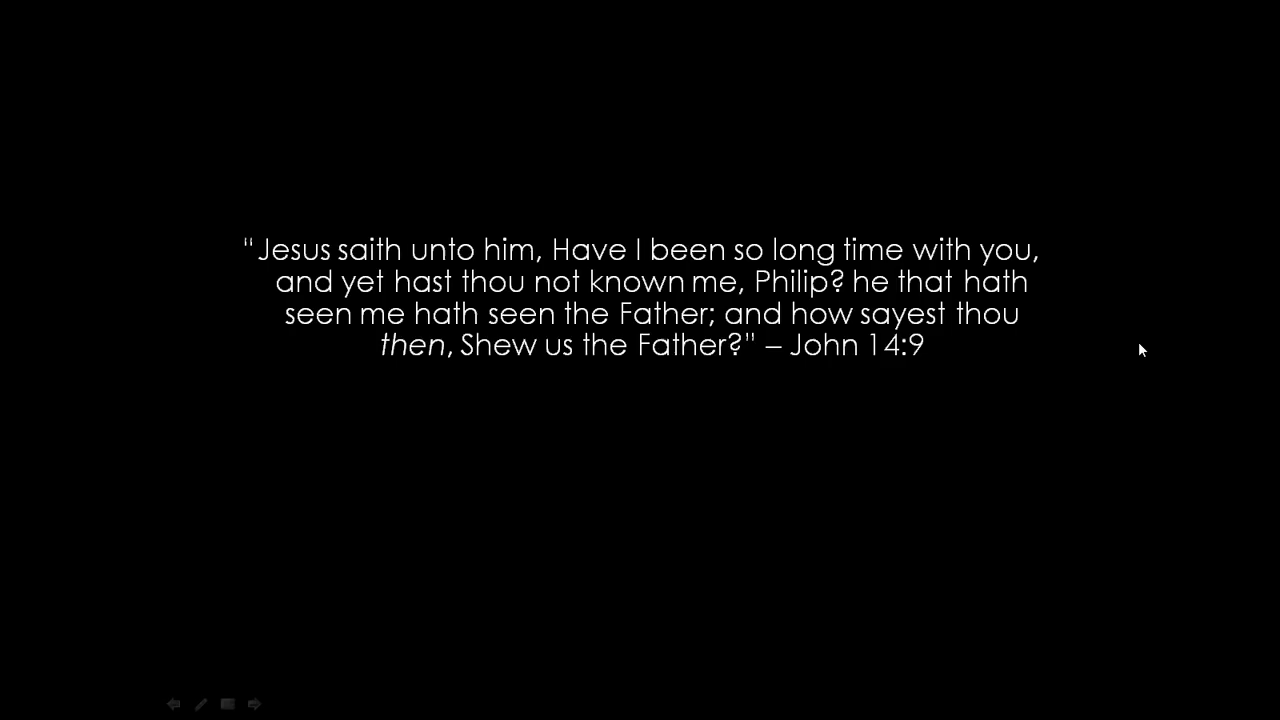 "Jesus saith unto him, Have I been so long time with you,
and yet hast thou not known me, Philip? he that hath
seen me hath seen the Father; and how sayest thou
then, Shew us the Father?" – John 14:9